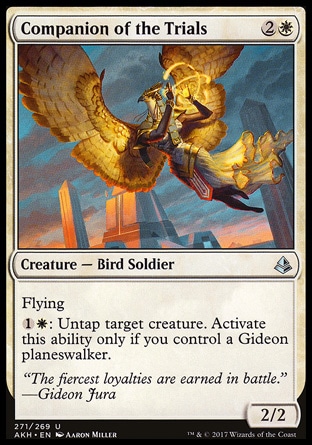 Companion of the Trials 2W
Creature — Bird Soldier
Flying
1W: Untap target creature. Activate
this ability only if you control a Gideon
planeswalker.
"The fiercest loyalties are earned in battle."
—Gideon Jura
2/2
271/269 U
AKH • EN Aaron Miller
™ & © 2017 Wizards of the Coast